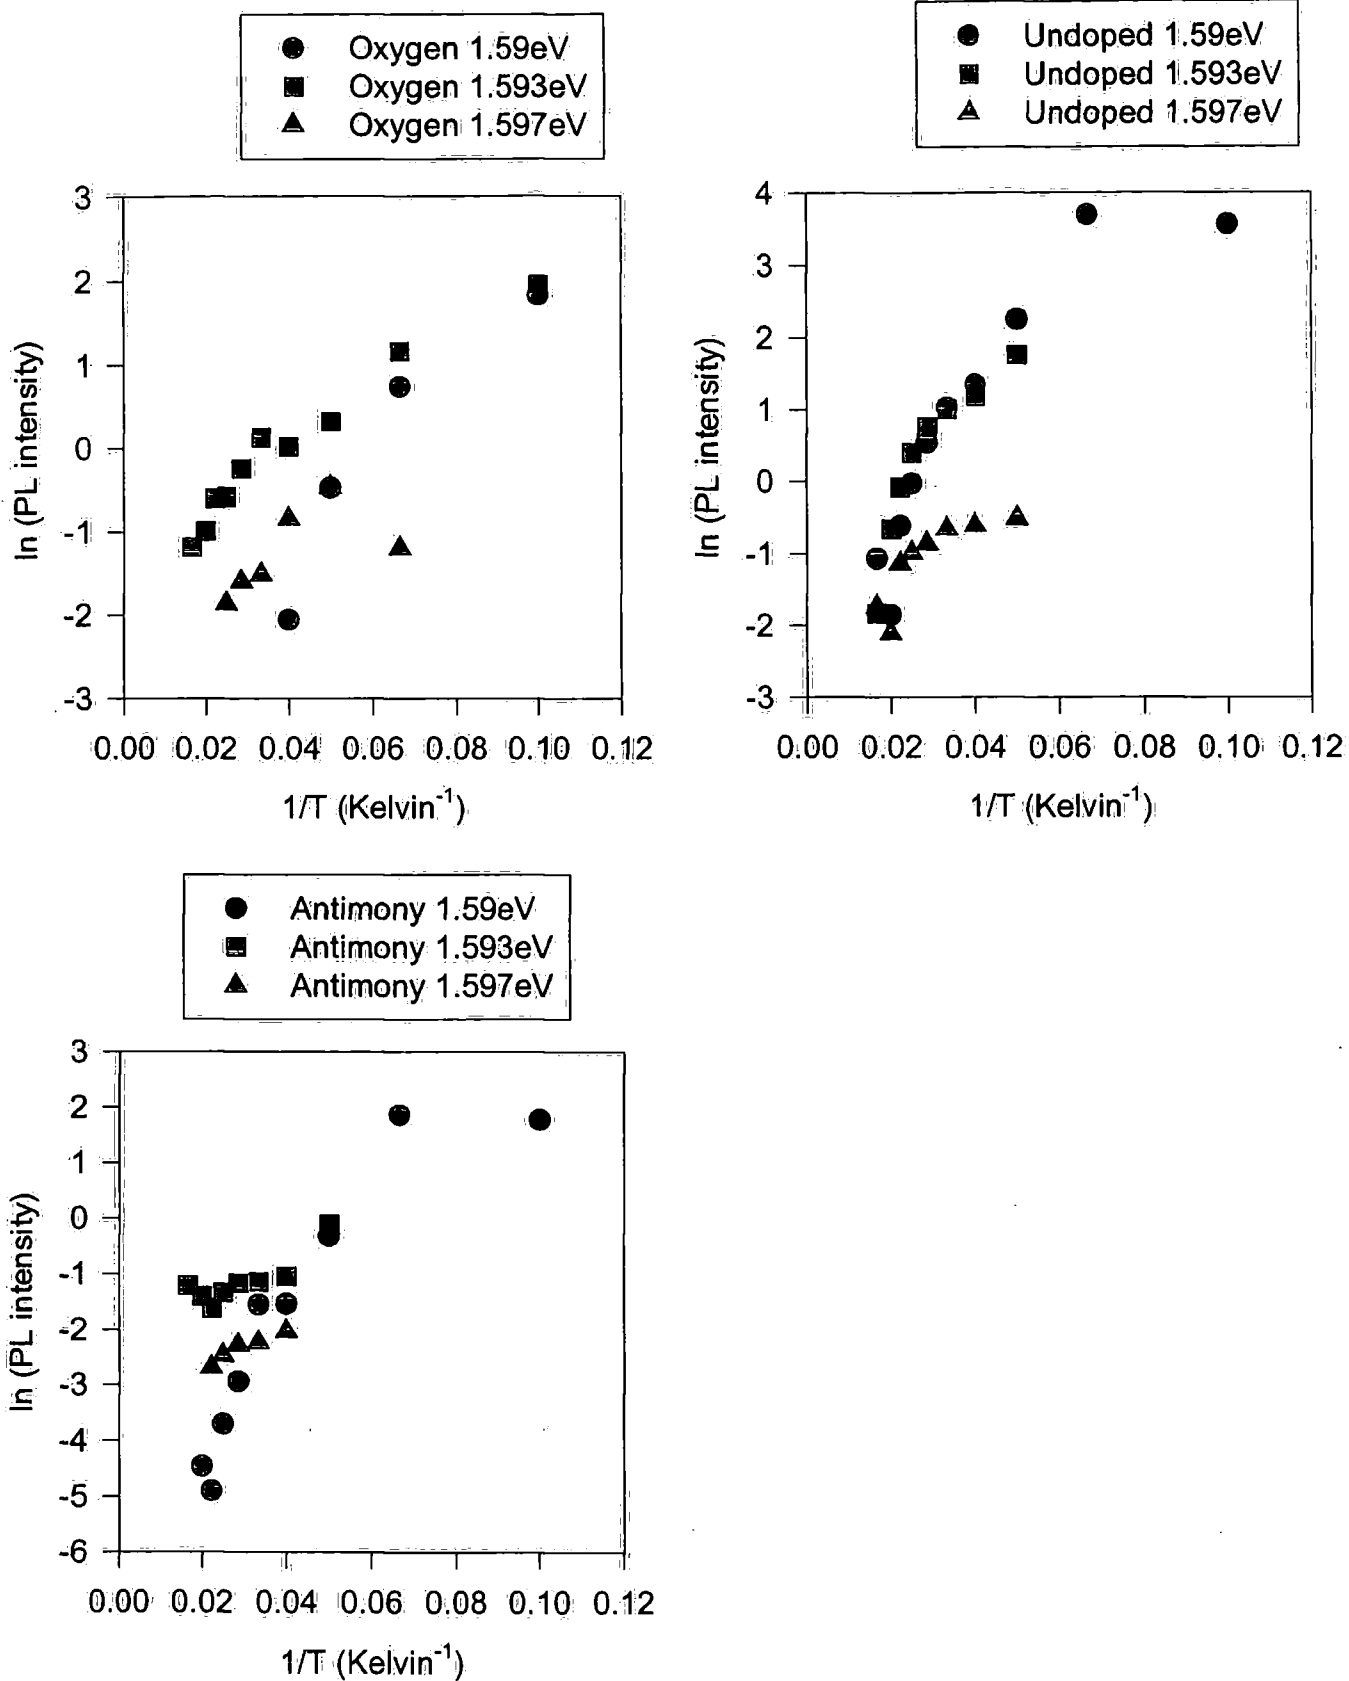 Oxygen 1.59eV
Oxygen 1.593eV
Oxygen 1.597eV
3
2
1
0
-1
-2
-3
ln (PL intensity)
0.00 0.02 0.04 0.06 0.08 0.10 0.12
1/T (Kelvin-1)
Undoped 1.59eV
Undoped 1.593eV
Undoped 1.597eV
4
3
2
1
0
-1
-2
-3
ln (PL intensity)
0.00 0.02 0.04 0.06 0.08 0.10 0.12
1/T (Kelvin-1)
Antimony 1.59eV
Antimony 1.593eV
Antimony 1.597eV
3
2
1
0
-1
-2
-3
-4
-5
-6
ln (PL intensity)
0.00 0.02 0.04 0.06 0.08 0.10 0.12
1/T (Kelvin-1)